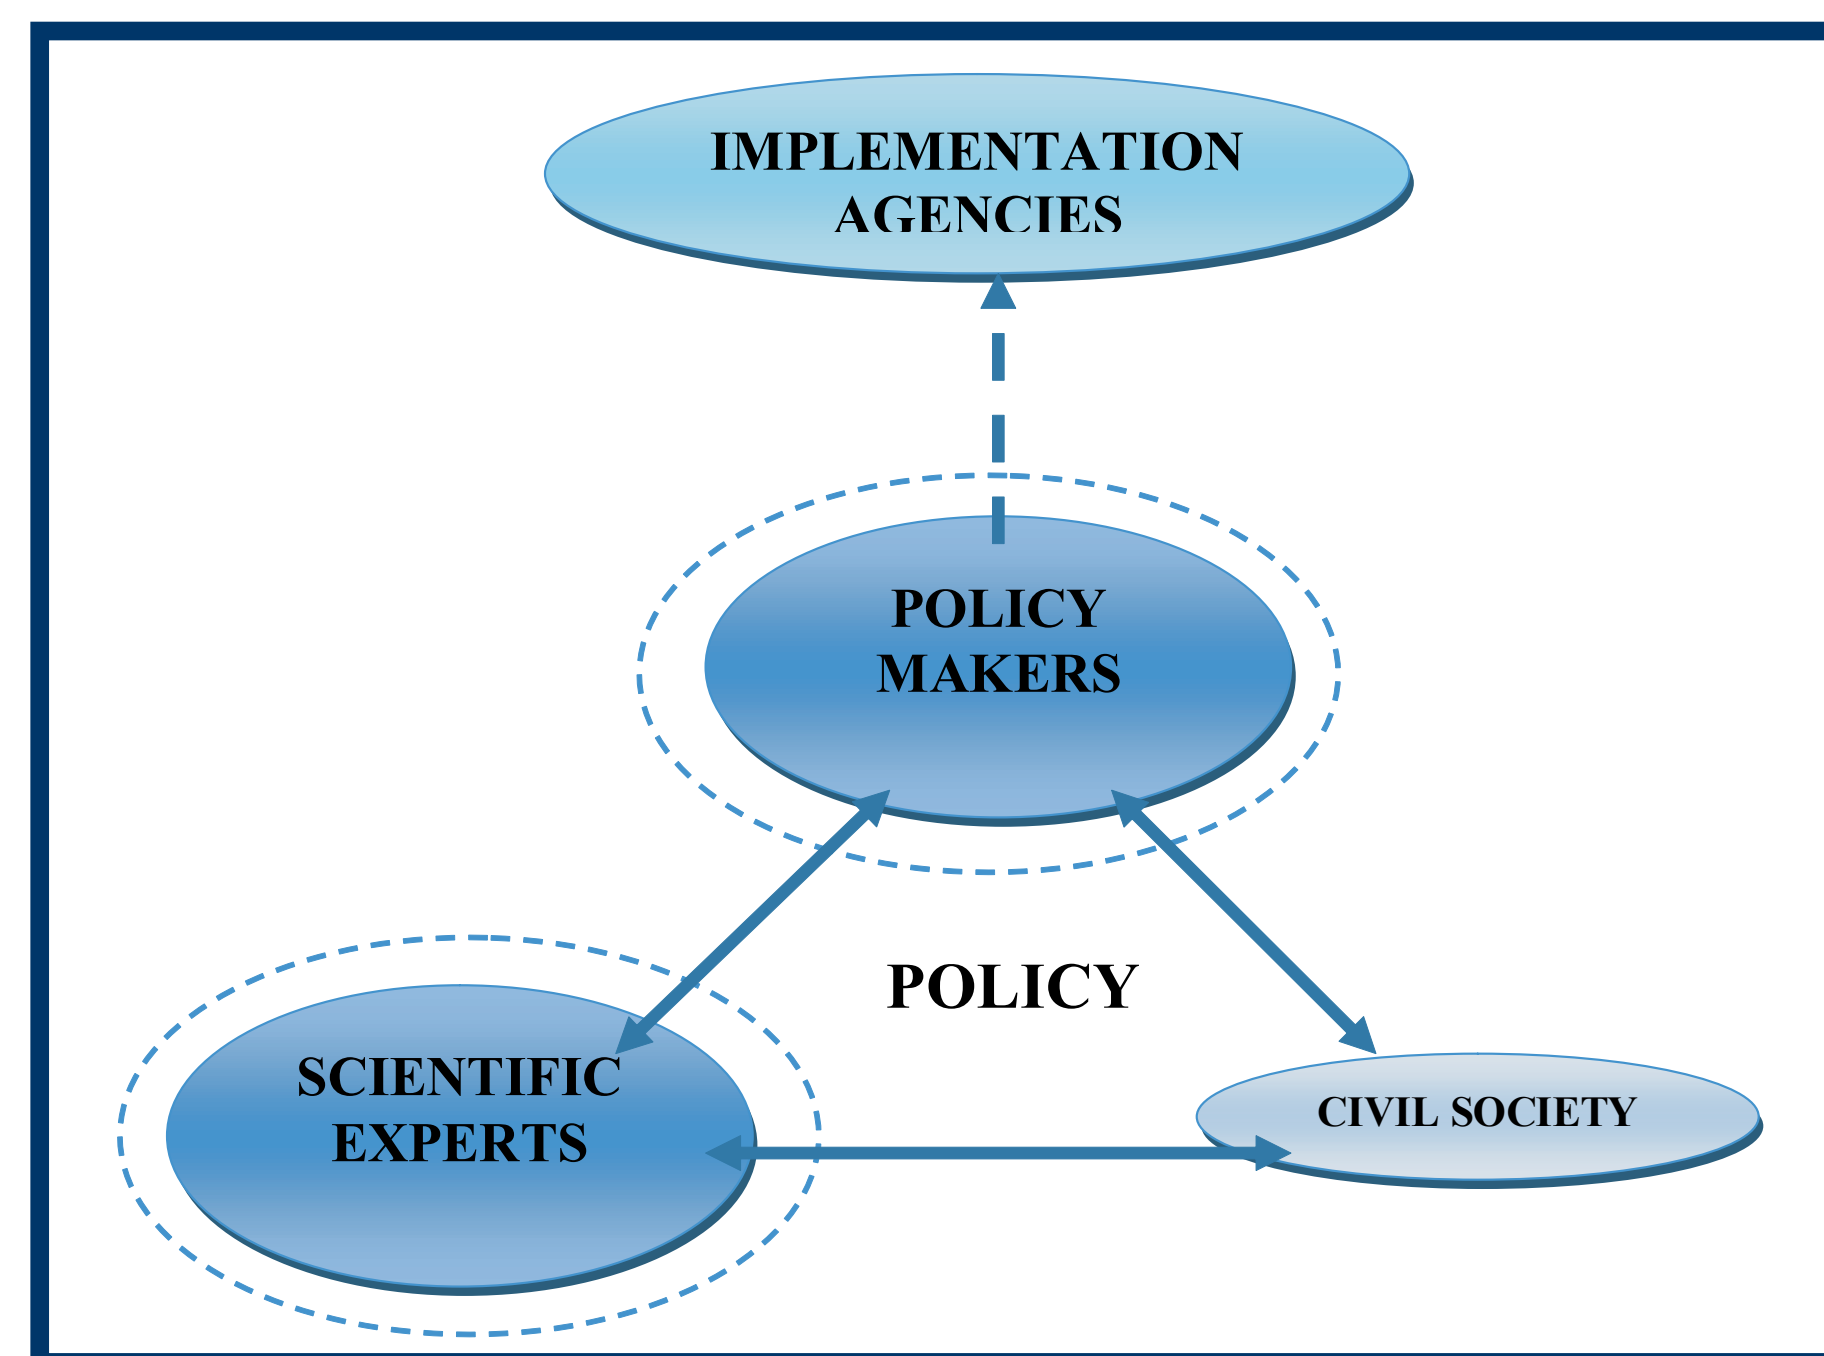 IMPLEMENTATION
AGENCIES
POLICY
MAKERS
POLICY
SCIENTIFIC
EXPERTS
CIVIL SOCIETY